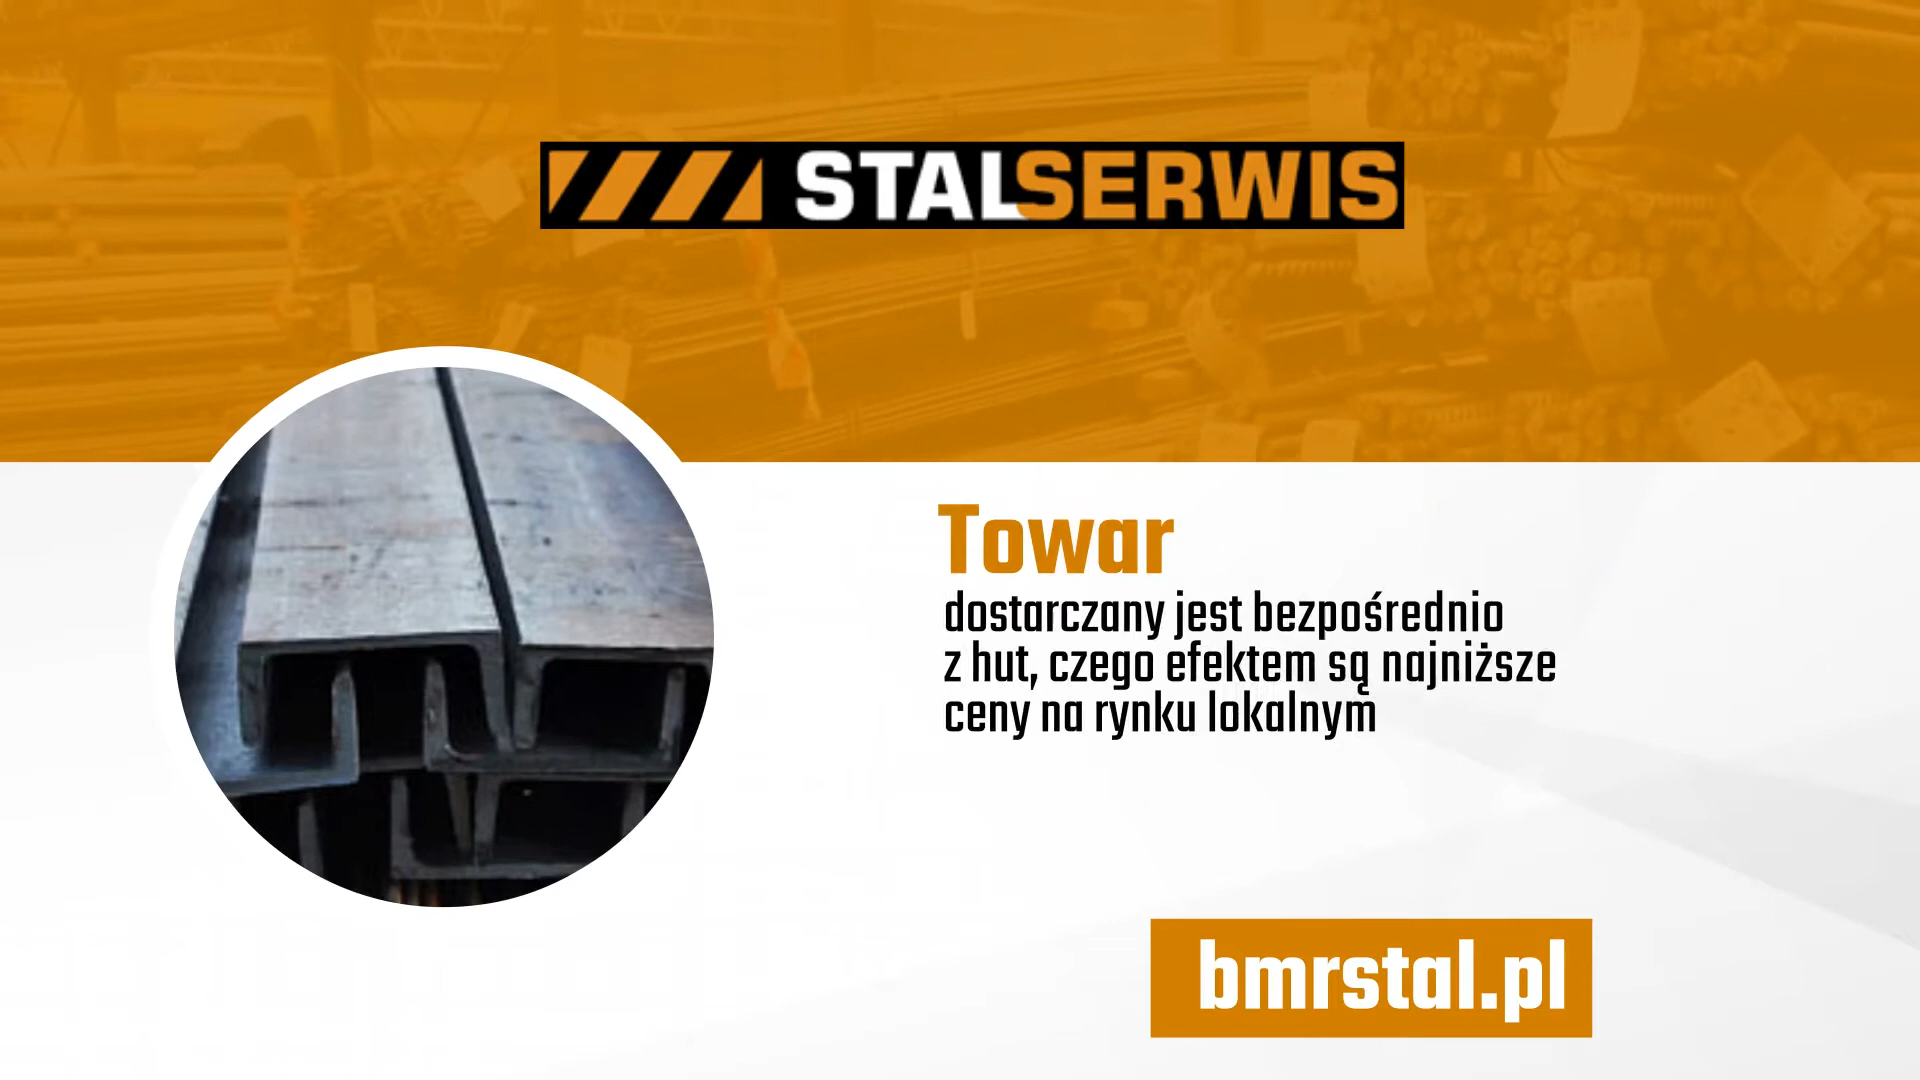 STALSERWIS
Towar
dostarczany jest bezpośrednio
z hut, czego efektem są najniższe
ceny na rynku lokalnym
bmrstal.pl